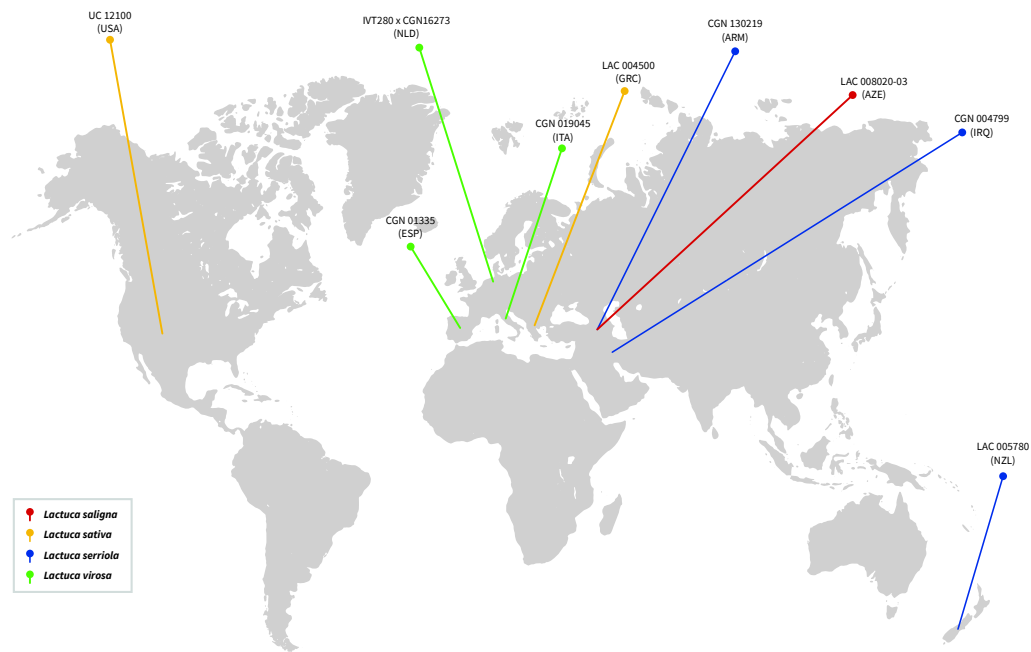 UC 12100
(USA)
IVT280 x CGN16273
(NLD)
CGN 130219
(ARM)
LAC 004500
(GRC)
LAC 008020-03
(AZE)
CGN 019045
(ITA)
CGN 004799
(IRQ)
CGN 01335
(ESP)
LAC 005780
(NZL)
Lactuca saligna
Lactuca sativa
Lactuca serriola
Lactuca virosa